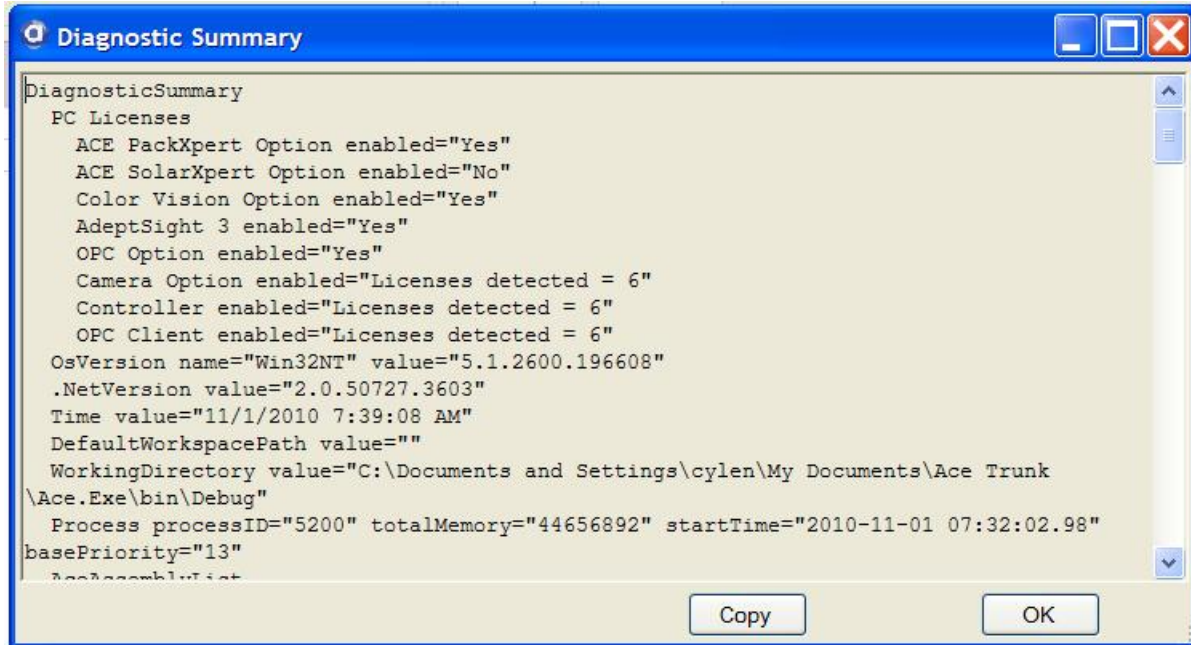 Diagnostic Summary
DiagnosticSummary
PC Licenses
ACE PackXpert Option enabled="Yes"
ACE SolarXpert Option enabled="No"
Color Vision Option enabled="Yes"
AdeptSight 3 enabled="Yes"
OPC Option enabled="Yes"
Camera Option enabled="Licenses detected = 6"
Controller enabled="Licenses detected = 6"
OPC Client enabled="Licenses detected = 6"
OsVersion name="Win32NT" value="5.1.2600.196608"
.NetVersion value="2.0.50727.3603"
Time value="11/1/2010 7:39:08 AM"
DefaultWorkspacePath value=""
WorkingDirectory value="C:\Documents and Settings\cylen\My Documents\Ace Trunk
\Ace.Exe\bin\Debug"
Process processID="5200" totalMemory="44656892" startTime="2010-11-01 07:32:02.98"
basePriority="13"
AceAssemblyList
Copy
OK